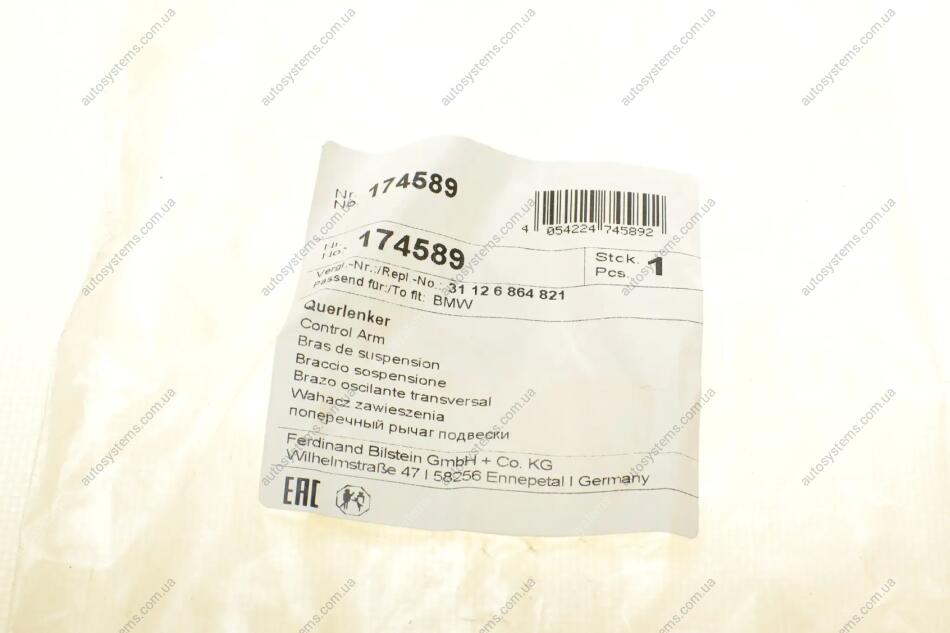 Nr.
No. 174589
4 054224 745892
Nr.
No.- 174589
Stck.
Pcs. 1
Vergl.-Nr.:/Repl.-No.: 31 12 6 864 821
Passend für:/To fit: BMW
Querlenker
Control Arm
Bras de suspension
Braccio sospensione
Brazo oscilante transversal
Wahacz zawieszenia
поперечный рычаг подвески
Ferdinand Bilstein GmbH + Co. KG
Wilhelmstraße 47 I 58256 Ennepetal I Germany
EAC
autosystems.com.ua